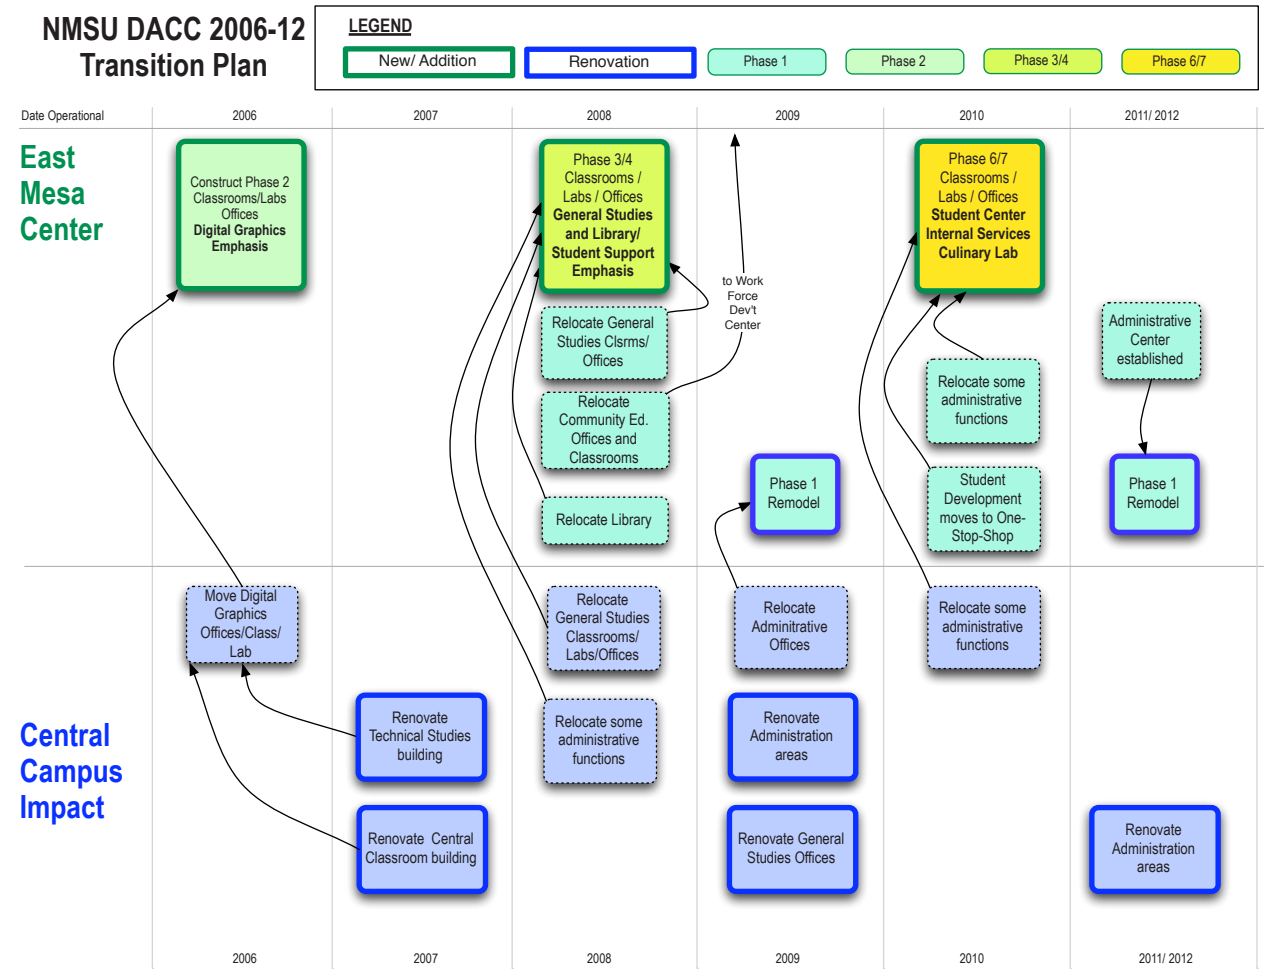 NMSU DACC 2006-12
Transition Plan
LEGEND
New/ Addition
Renovation
Phase 1
Phase 2
Phase 3/4
Phase 6/7
Date Operational
2006
2007
2008
2009
2010
2011/ 2012
East
Mesa
Center
Construct Phase 2
Classrooms/Labs
Offices
Digital Graphics
Emphasis
Phase 3/4
Classrooms /
Labs / Offices
General Studies
and Library/
Student Support
Emphasis
Relocate General
Studies Clsrms/
Offices
Relocate
Community Ed.
Offices and
Classrooms
Relocate Library
to Work
Force
Dev't
Center
Phase 1
Remodel
Phase 6/7
Classrooms /
Labs / Offices
Student Center
Internal Services
Culinary Lab
Relocate some
administrative
functions
Student
Development
moves to One-
Stop-Shop
Administrative
Center
established
Phase 1
Remodel
Central
Campus
Impact
Move Digital
Graphics
Offices/Class/
Lab
Renovate
Technical Studies
building
Renovate Central
Classroom building
Relocate
General Studies
Classrooms/
Labs/Offices
Relocate some
administrative
functions
Relocate
Adminitrative
Offices
Renovate
Administration
areas
Renovate General
Studies Offices
Relocate some
administrative
functions
Renovate
Administration
areas
2006
2007
2008
2009
2010
2011/ 2012